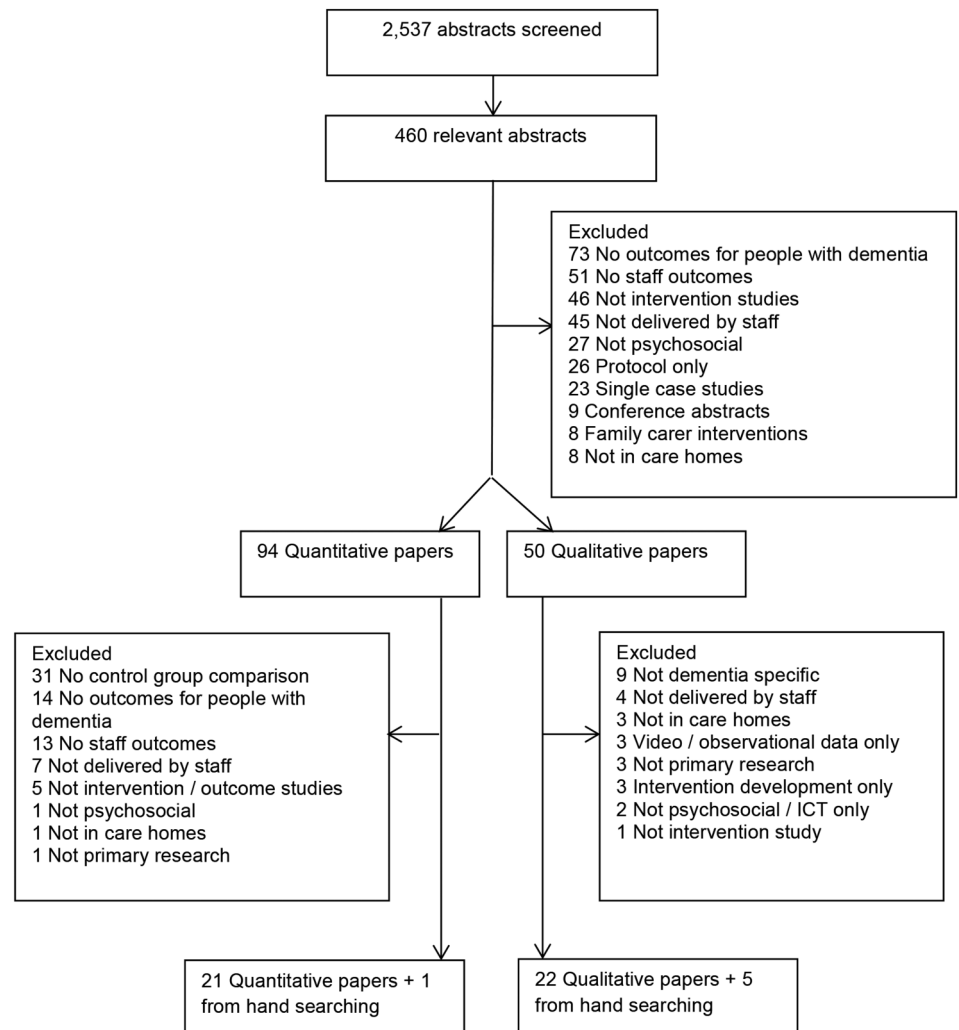 2,537 abstracts screened
460 relevant abstracts
Excluded
73 No outcomes for people with dementia
51 No staff outcomes
46 Not intervention studies
45 Not delivered by staff
27 Not psychosocial
26 Protocol only
23 Single case studies
9 Conference abstracts
8 Family carer interventions
8 Not in care homes
94 Quantitative papers
50 Qualitative papers
Excluded
31 No control group comparison
14 No outcomes for people with
dementia
13 No staff outcomes
7 Not delivered by staff
5 Not intervention / outcome studies
1 Not psychosocial
1 Not in care homes
1 Not primary research
Excluded
9 Not dementia specific
4 Not delivered by staff
3 Not in care homes
3 Video / observational data only
3 Not primary research
3 Intervention development only
2 Not psychosocial / ICT only
1 Not intervention study
21 Quantitative papers + 1
from hand searching
22 Qualitative papers + 5
from hand searching